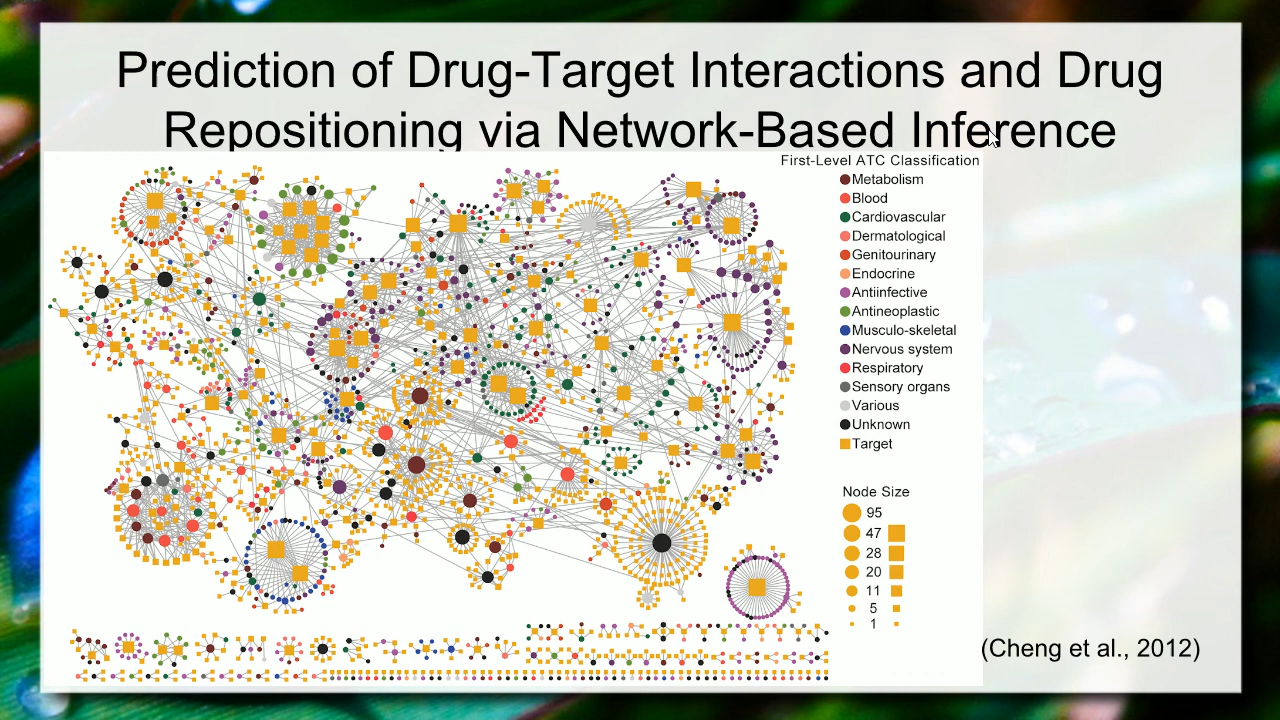 Prediction of Drug-Target Interactions and Drug
Repositioning via Network-Based Inference
First-Level ATC Classification
Metabolism
Blood
Cardiovascular
Dermatological
Genitourinary
Endocrine
Antiinfective
Antineoplastic
Musculo-skeletal
Nervous system
Respiratory
Sensory organs
Various
Unknown
Target
Node Size
95
47
28
20
11
5
1
(Cheng et al., 2012)